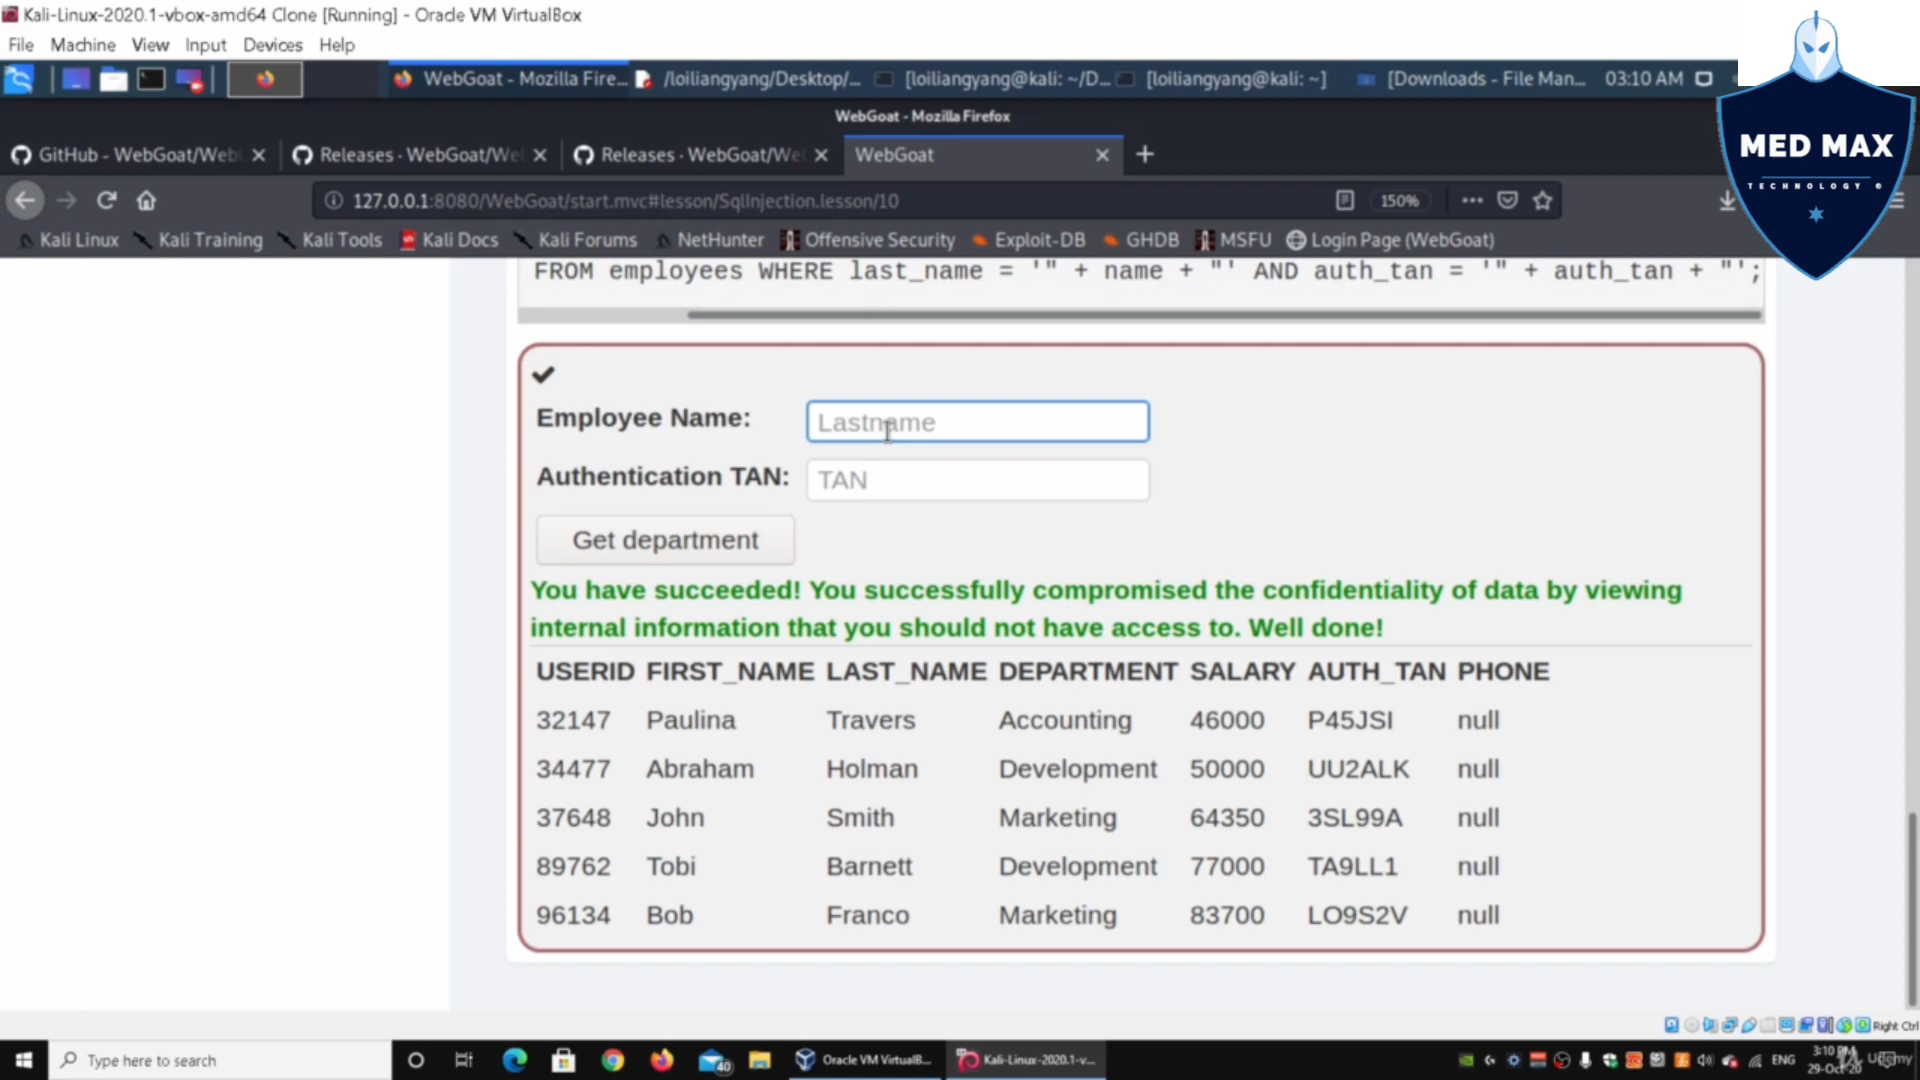 Kali-Linux-2020.1-vbox-amd64 Clone [Running] - Oracle VM VirtualBox
File Machine View Input Devices Help
WebGoat - Mozilla Fire... /loiliangyang/Desktop/... [loiliangyang@kali: ~/D... [loiliangyang@kali: ~] [Downloads - File Man... 03:10 AM
WebGoat - Mozilla Firefox
GitHub - WebGoat/Web Releases · WebGoat/We Releases · WebGoat/We WebGoat
127.0.0.1:8080/WebGoat/start.mvc#lesson/SqlInjection.lesson/10 150%
Kali Linux Kali Training Kali Tools Kali Docs Kali Forums NetHunter Offensive Security Exploit-DB GHDB MSFU Login Page (WebGoat)
MED MAX
TECHNOLOGY
FROM employees WHERE last_name = '" + name + "' AND auth_tan = '" + auth_tan + "';
Employee Name: Lastname
Authentication TAN: TAN
Get department
You have succeeded! You successfully compromised the confidentiality of data by viewing
internal information that you should not have access to. Well done!
USERID FIRST_NAME LAST_NAME DEPARTMENT SALARY AUTH_TAN PHONE
32147 Paulina Travers Accounting 46000 P45JSI null
34477 Abraham Holman Development 50000 UU2ALK null
37648 John Smith Marketing 64350 3SL99A null
89762 Tobi Barnett Development 77000 TA9LL1 null
96134 Bob Franco Marketing 83700 LO9S2V null
Right Ctrl
Type here to search 40 Oracle VM VirtualB... Kali-Linux-2020.1-v... ENG 3:10 PM
29-Oct-20